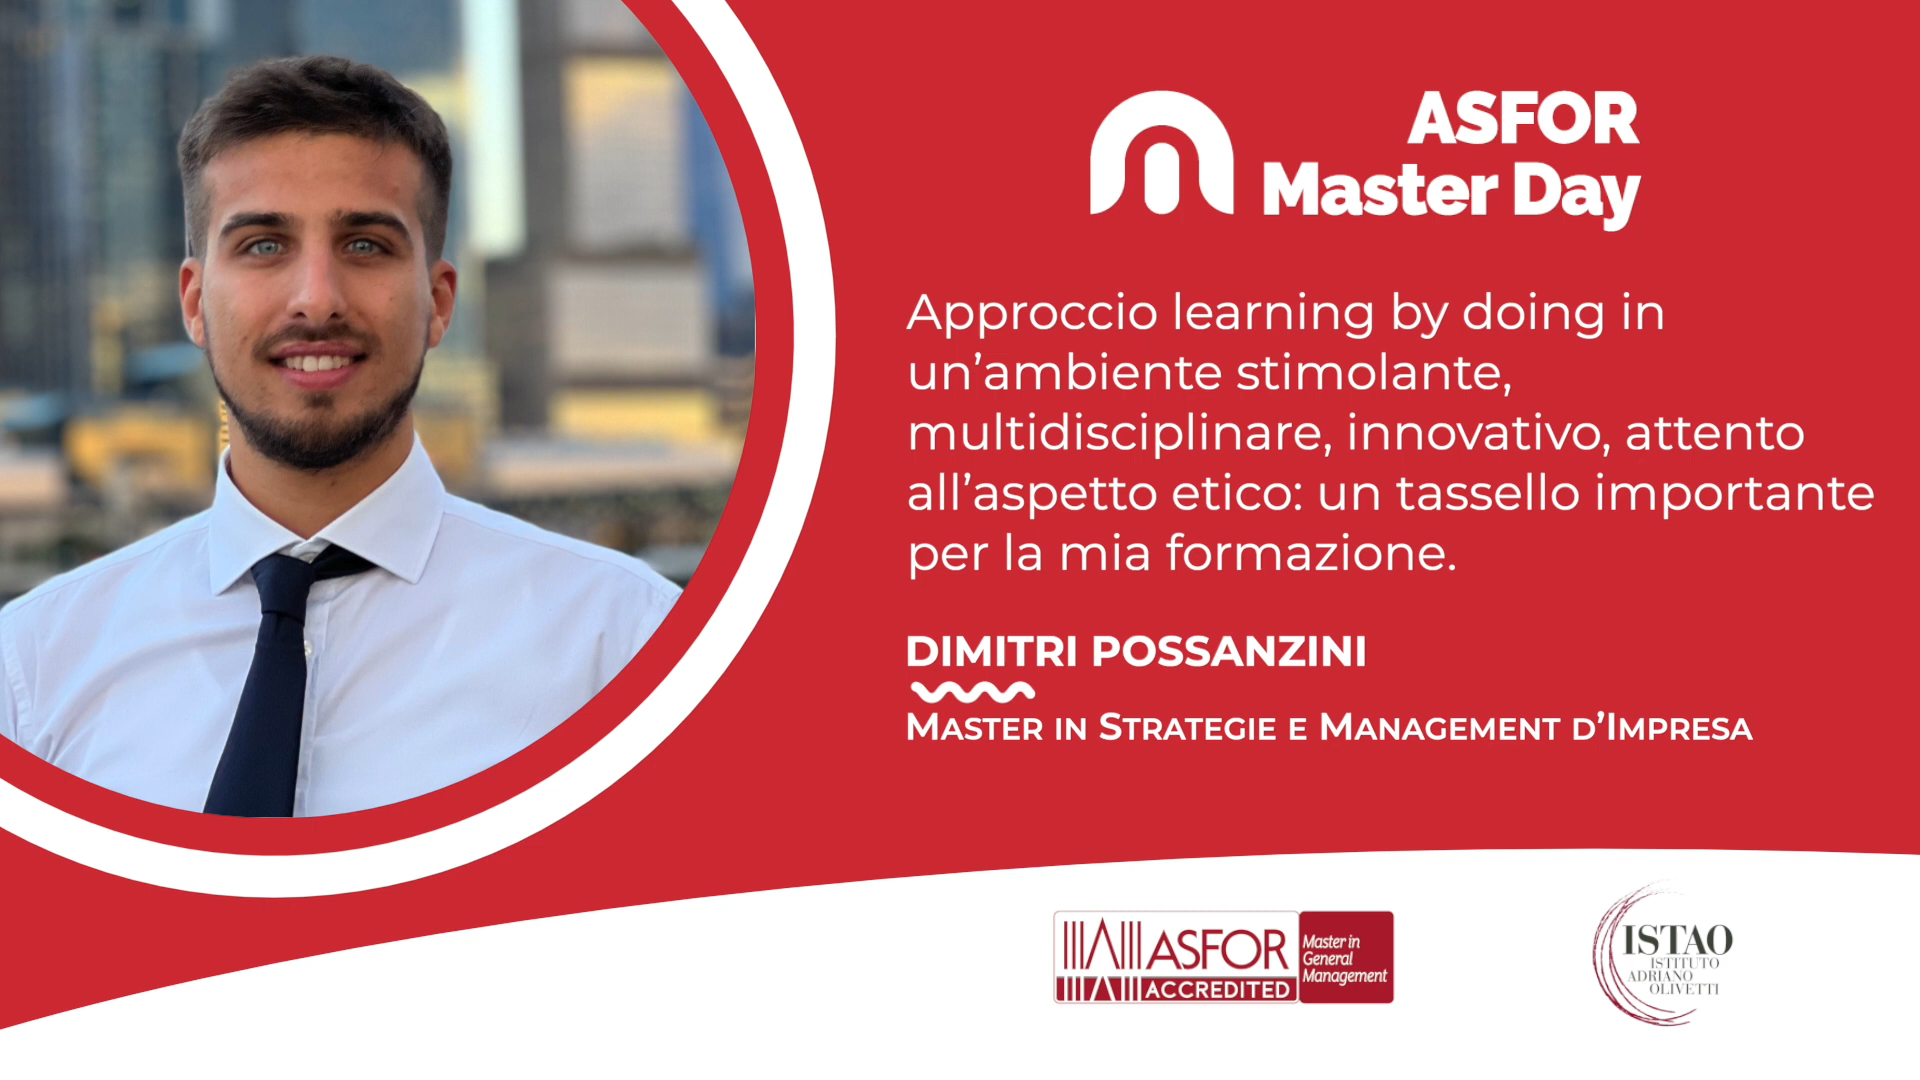 ASFOR
Master Day
Approccio learning by doing in
un’ambiente stimolante,
multidisciplinare, innovativo, attento
all’aspetto etico: un tassello importante
per la mia formazione.
DIMITRI POSSANZINI
MASTER IN STRATEGIE E MANAGEMENT D’IMPRESA
ASFOR
ACCREDITED
Master in
General
Management
ISTAO
ISTITUTO
ADRIANO
OLIVETTI